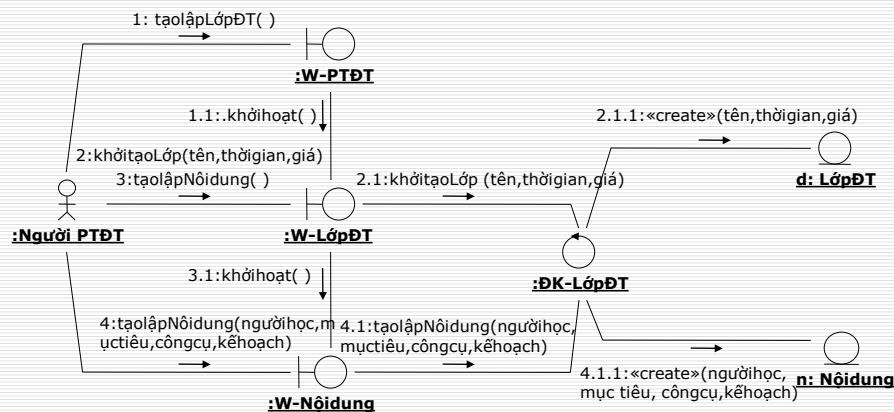 1: tạolậpLớpĐT( )
:W-PTĐT
1.1:.khởihoạt( )
2.1.1:«create»(tên,thờigian,giá)
2:khởitạoLớp(tên,thờigian,giá)
3:tạolậpNôidung( )
2.1:khởitạoLớp (tên,thờigian,giá)
d: LớpĐT
:Người PTĐT
:W-LớpĐT
3.1:khởihoạt( )
:ĐK-LớpĐT
4:tạolậpNôidung(ngườihọc,m
ụctiêu,côngcụ,kếhoạch)
4.1:tạolậpNôidung(ngườihọc,
mụctiêu,côngcụ,kếhoạch)
4.1.1:«create»(ngườihọc,
mục tiêu, côngcụ,kếhoạch)
n: Nộidung
:W-Nộidung